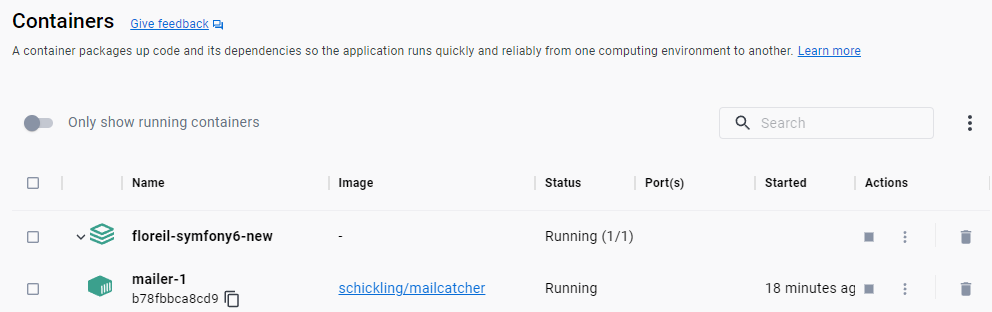 Containers Give feedback
A container packages up code and its dependencies so the application runs quickly and reliably from one computing environment to another. Learn more
Only show running containers Search
Name Image Status Port(s) Started Actions
floreil-symfony6-new - Running (1/1)
mailer-1
b78fbbca8cd9 schickling/mailcatcher Running 18 minutes ag